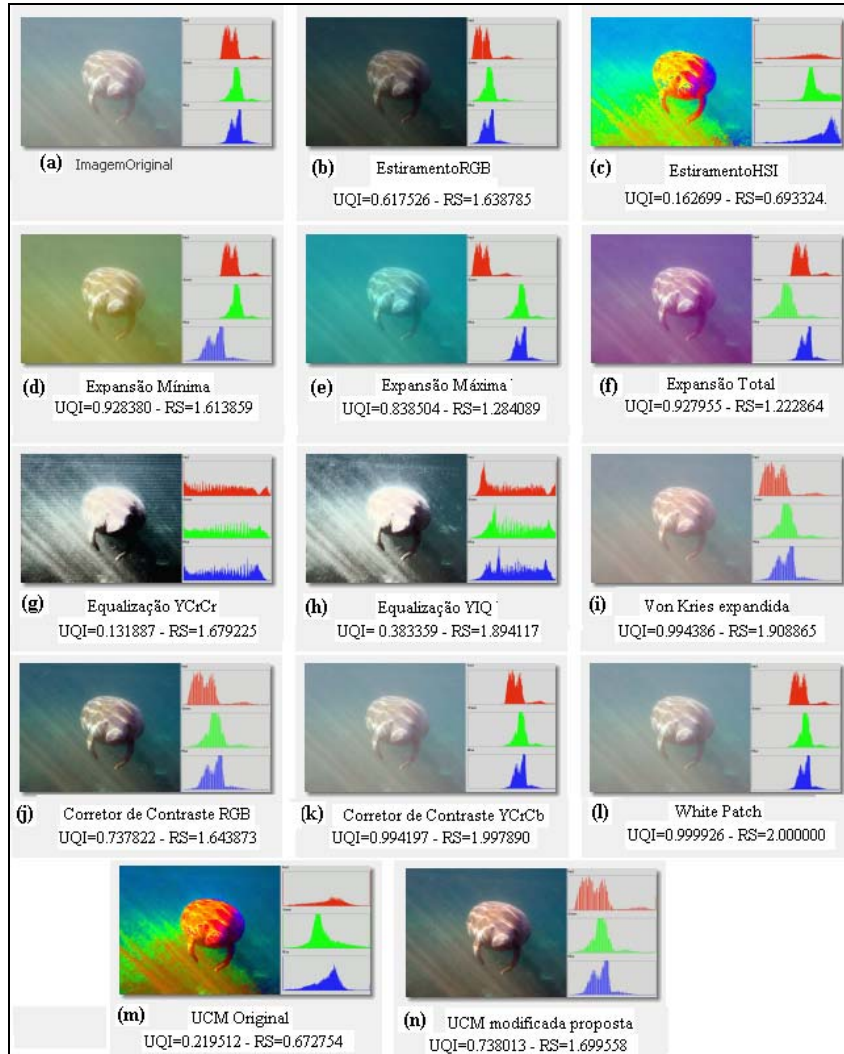 (a) ImagemOriginal
(b) EstiramentoRGB
UQI=0.617526 - RS=1.638785
(c) EstiramentoHSI
UQI=0.162699 - RS=0.693324.
(d) Expansão Mínima
UQI=0.928380 - RS=1.613859
(e) Expansão Máxima
UQI=0.838504 - RS=1.284089
(f) Expansão Total
UQI=0.927955 - RS=1.222864
(g) Equalização YCrCr
UQI=0.131887 - RS=1.679225
(h) Equalização YIQ
UQI= 0.383359 - RS=1.894117
(i) Von Kries expandida
UQI=0.994386 - RS=1.908865
(j) Corretor de Contraste RGB
UQI=0.737822 - RS=1.643873
(k) Corretor de Contraste YCrCb
UQI=0.994197 - RS=1.997890
(l) White Patch
UQI=0.999926 - RS=2.000000
(m) UCM Original
UQI=0.219512 - RS=0.672754
(n) UCM modificada proposta
UQI=0.738013 - RS=1.699558